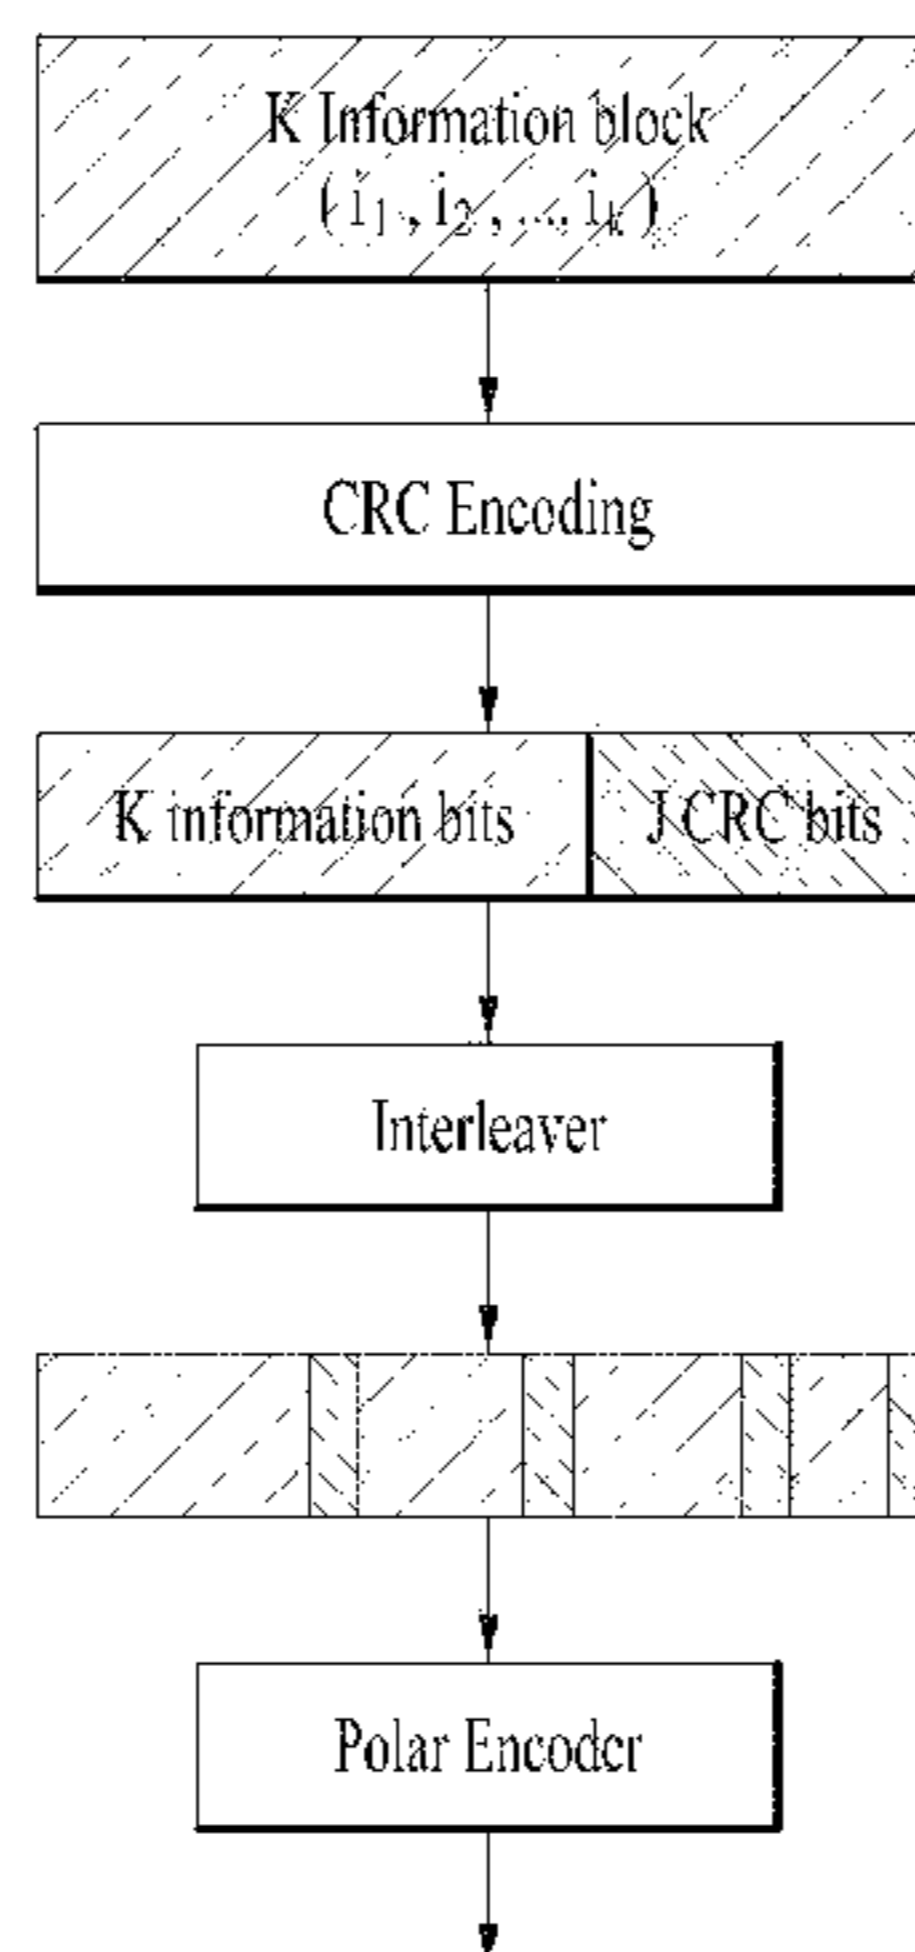 K Information block
( i₁ , i₂ , ... iₖ )
CRC Encoding
K information bits J CRC bits
Interleaver
Polar Encoder